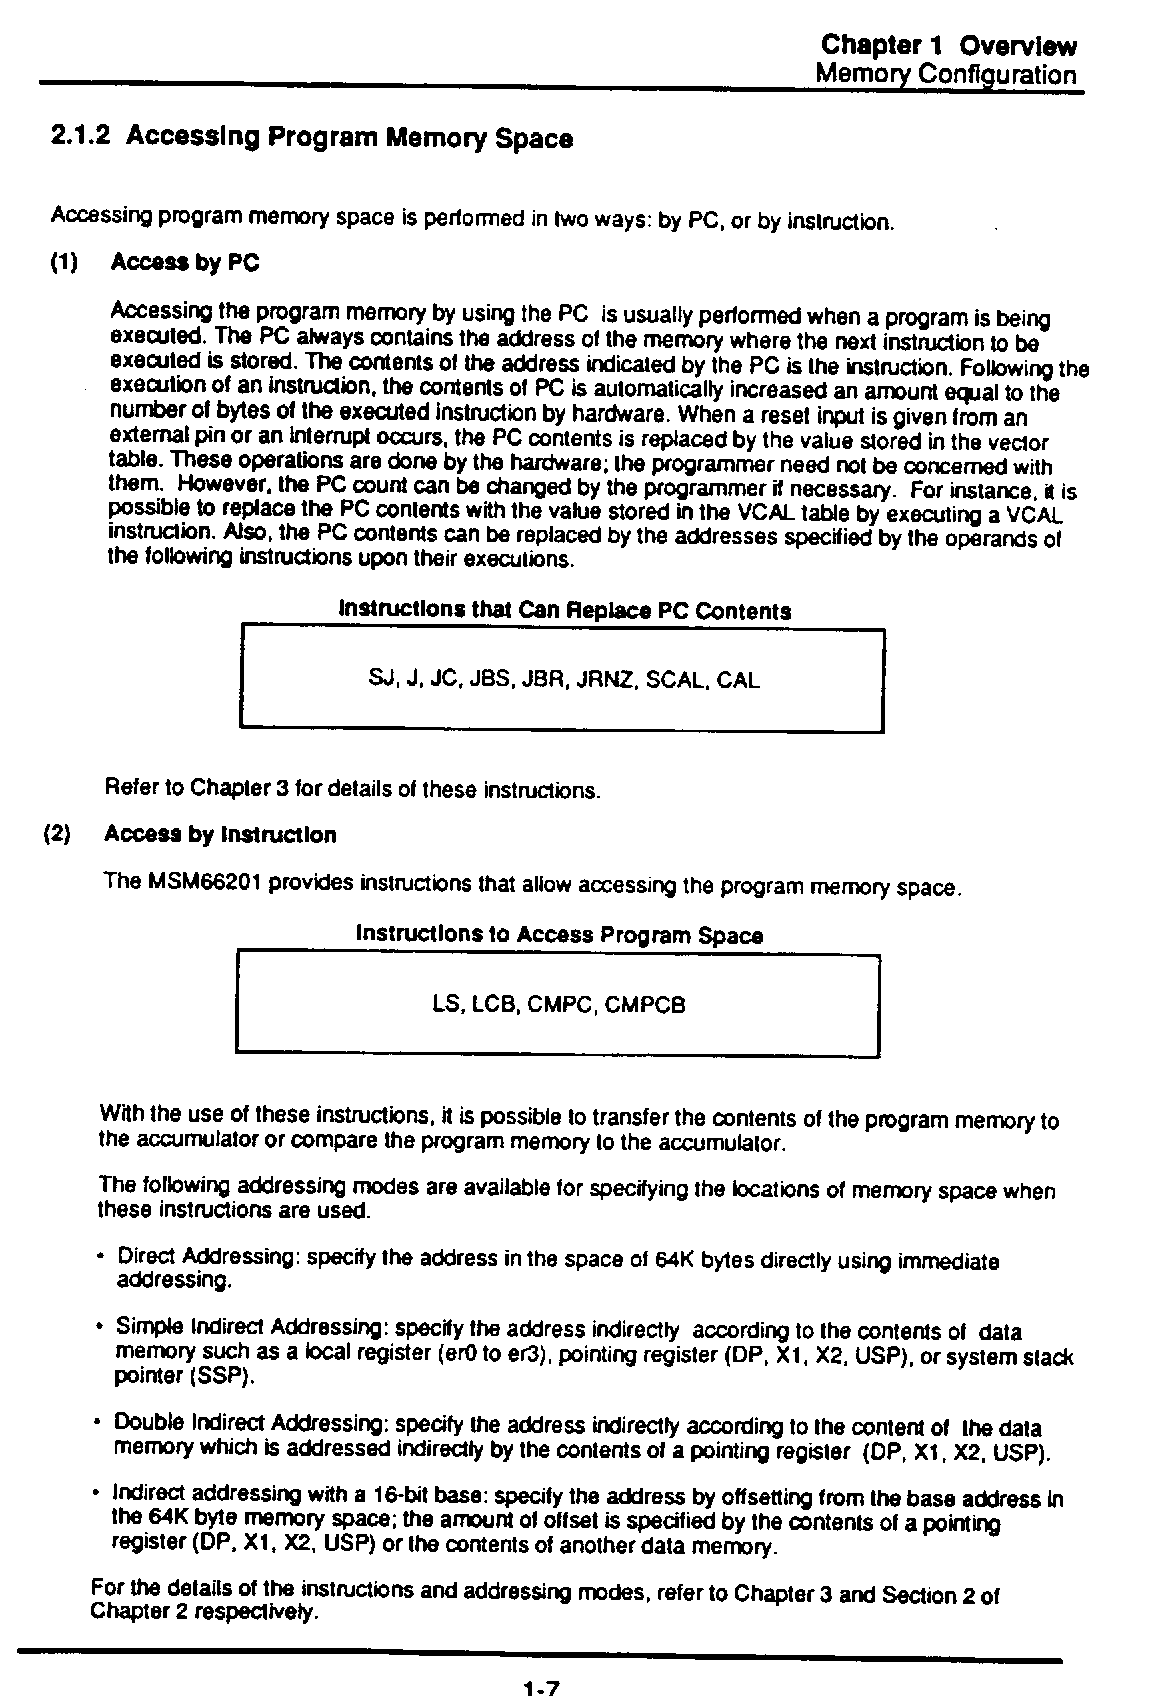 Chapter 1 Overview
Memory Configuration
2.1.2 Accessing Program Memory Space
Accessing program memory space is performed in two ways: by PC, or by instruction.
(1) Access by PC
Accessing the program memory by using the PC is usually performed when a program is being
executed. The PC always contains the address of the memory where the next instruction to be
executed is stored. The contents of the address indicated by the PC is the instruction. Following the
execution of an instruction, the contents of PC is automatically increased an amount equal to the
number of bytes of the executed instruction by hardware. When a reset input is given from an
external pin or an interrupt occurs, the PC contents is replaced by the value stored in the vector
table. These operations are done by the hardware; the programmer need not be concerned with
them. However, the PC count can be changed by the programmer if necessary. For instance, it is
possible to replace the PC contents with the value stored in the VCAL table by executing a VCAL
instruction. Also, the PC contents can be replaced by the addresses specified by the operands of
the following instructions upon their executions.
Instructions that Can Replace PC Contents
SJ, J, JC, JBS, JBR, JRNZ, SCAL, CAL
Refer to Chapter 3 for details of these instructions.
(2) Access by Instruction
The MSM66201 provides instructions that allow accessing the program memory space.
Instructions to Access Program Space
LS, LCB, CMPC, CMPCB
With the use of these instructions, it is possible to transfer the contents of the program memory to
the accumulator or compare the program memory to the accumulator.
The following addressing modes are available for specifying the locations of memory space when
these instructions are used.
• Direct Addressing: specify the address in the space of 64K bytes directly using immediate
addressing.
• Simple Indirect Addressing: specify the address indirectly according to the contents of data
memory such as a local register (er0 to er3), pointing register (DP, X1, X2, USP), or system stack
pointer (SSP).
• Double Indirect Addressing: specify the address indirectly according to the content of the data
memory which is addressed indirectly by the contents of a pointing register (DP, X1, X2, USP).
• Indirect addressing with a 16-bit base: specify the address by offsetting from the base address in
the 64K byte memory space; the amount of offset is specified by the contents of a pointing
register (DP, X1, X2, USP) or the contents of another data memory.
For the details of the instructions and addressing modes, refer to Chapter 3 and Section 2 of
Chapter 2 respectively.
1-7